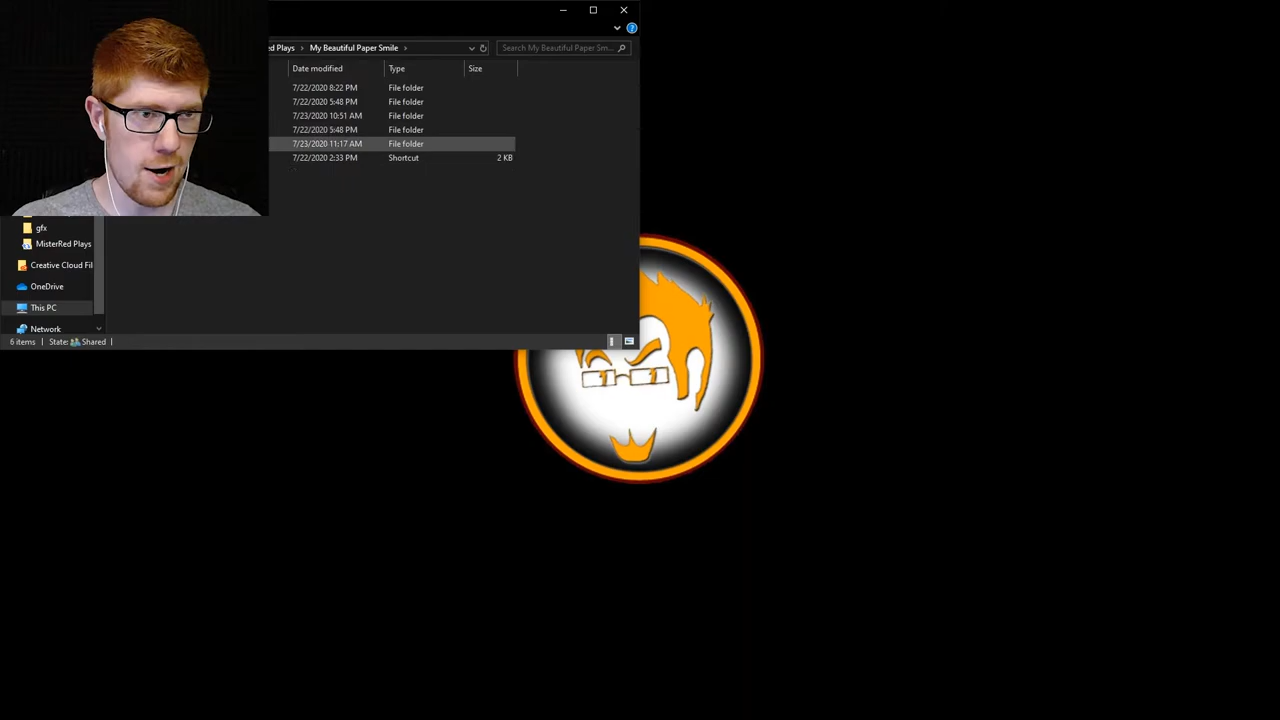 ed Plays > My Beautiful Paper Smile >
Search My Beautiful Paper Sm...
Date modified Type Size
7/22/2020 8:22 PM File folder
7/22/2020 5:48 PM File folder
7/23/2020 10:51 AM File folder
7/22/2020 5:48 PM File folder
7/23/2020 11:17 AM File folder
7/22/2020 2:33 PM Shortcut 2 KB
gfx
MisterRed Plays
Creative Cloud Fil
OneDrive
This PC
Network
6 items State: Shared